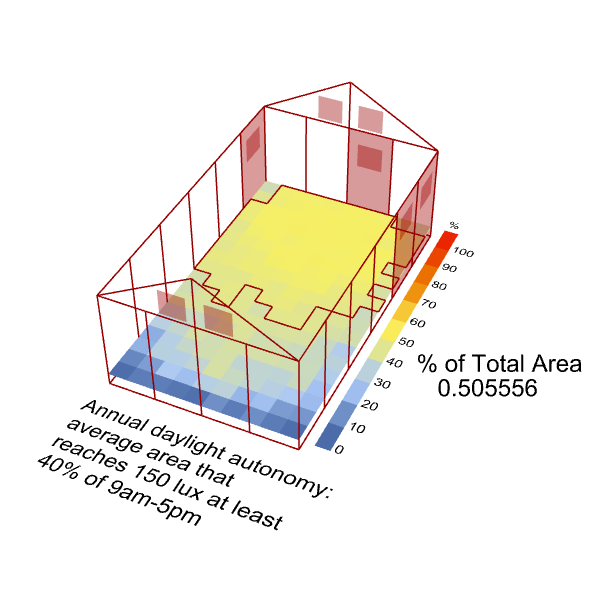 %
100
90
80
70
60
50
40
30
20
10
0
% of Total Area
0.505556
Annual daylight autonomy:
average area that
reaches 150 lux at least
40% of 9am-5pm